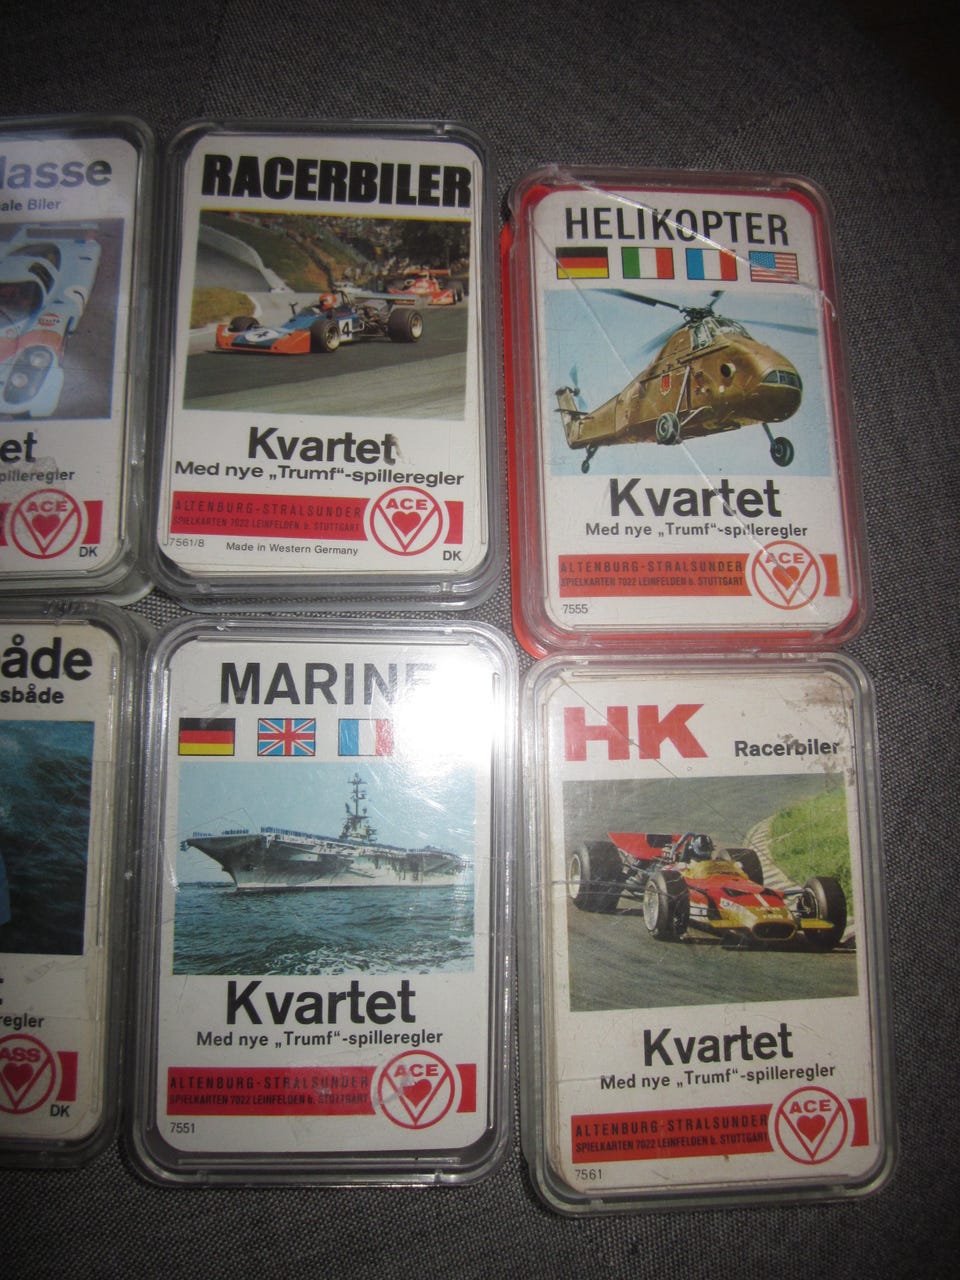 lasse
ale Biler
et
pilleregler
ACE
DK
RACERBILER
4
Kvartet
Med nye „Trumf“-spilleregler
ALTENBURG-STRALSUNDER
SPIELKARTEN 7022 LEINFELDEN b. STUTTGART
ACE
7561/8
Made in Western Germany
DK
HELIKOPTER
Kvartet
Med nye „Trumf“-spilleregler
ALTENBURG-STRALSUNDER
SPIELKARTEN 7022 LEINFELDEN b. STUTTGART
ACE
7555
åde
sbåde
regler
ASS
DK
MARINE
Kvartet
Med nye „Trumf“-spilleregler
ALTENBURG-STRALSUNDER
SPIELKARTEN 7022 LEINFELDEN b. STUTTGART
ACE
7551
HK
Racerbiler
Kvartet
Med nye „Trumf“-spilleregler
ALTENBURG-STRALSUNDER
SPIELKARTEN 7022 LEINFELDEN b. STUTTGART
ACE
7561